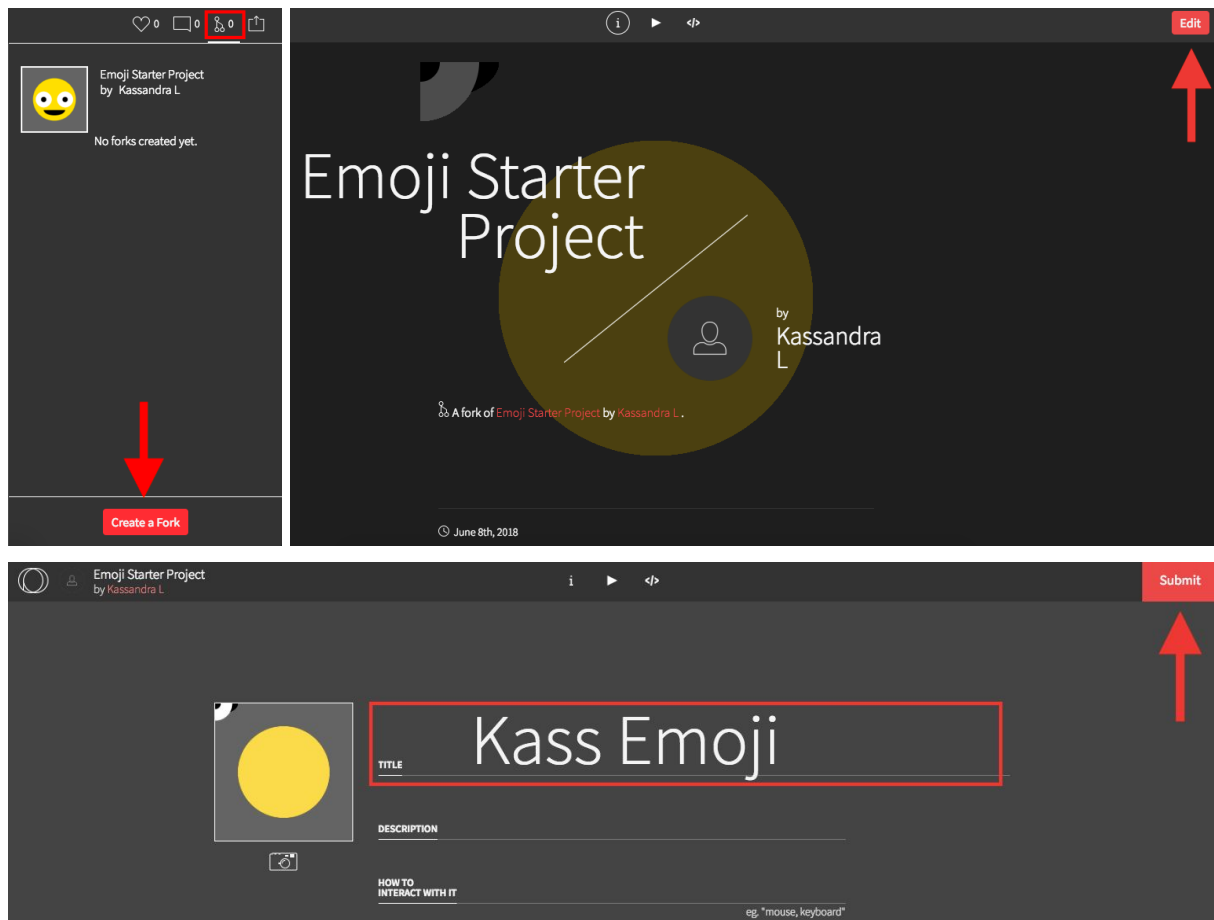 0 0 0
Emoji Starter Project
by Kassandra L
No forks created yet.
Create a Fork
i </>
Edit
Emoji Starter
Project
by
Kassandra
L
A fork of Emoji Starter Project by Kassandra L .
June 8th, 2018
Emoji Starter Project
by Kassandra L
i </>
Submit
Kass Emoji
TITLE
DESCRIPTION
HOW TO
INTERACT WITH IT
eg. "mouse, keyboard"